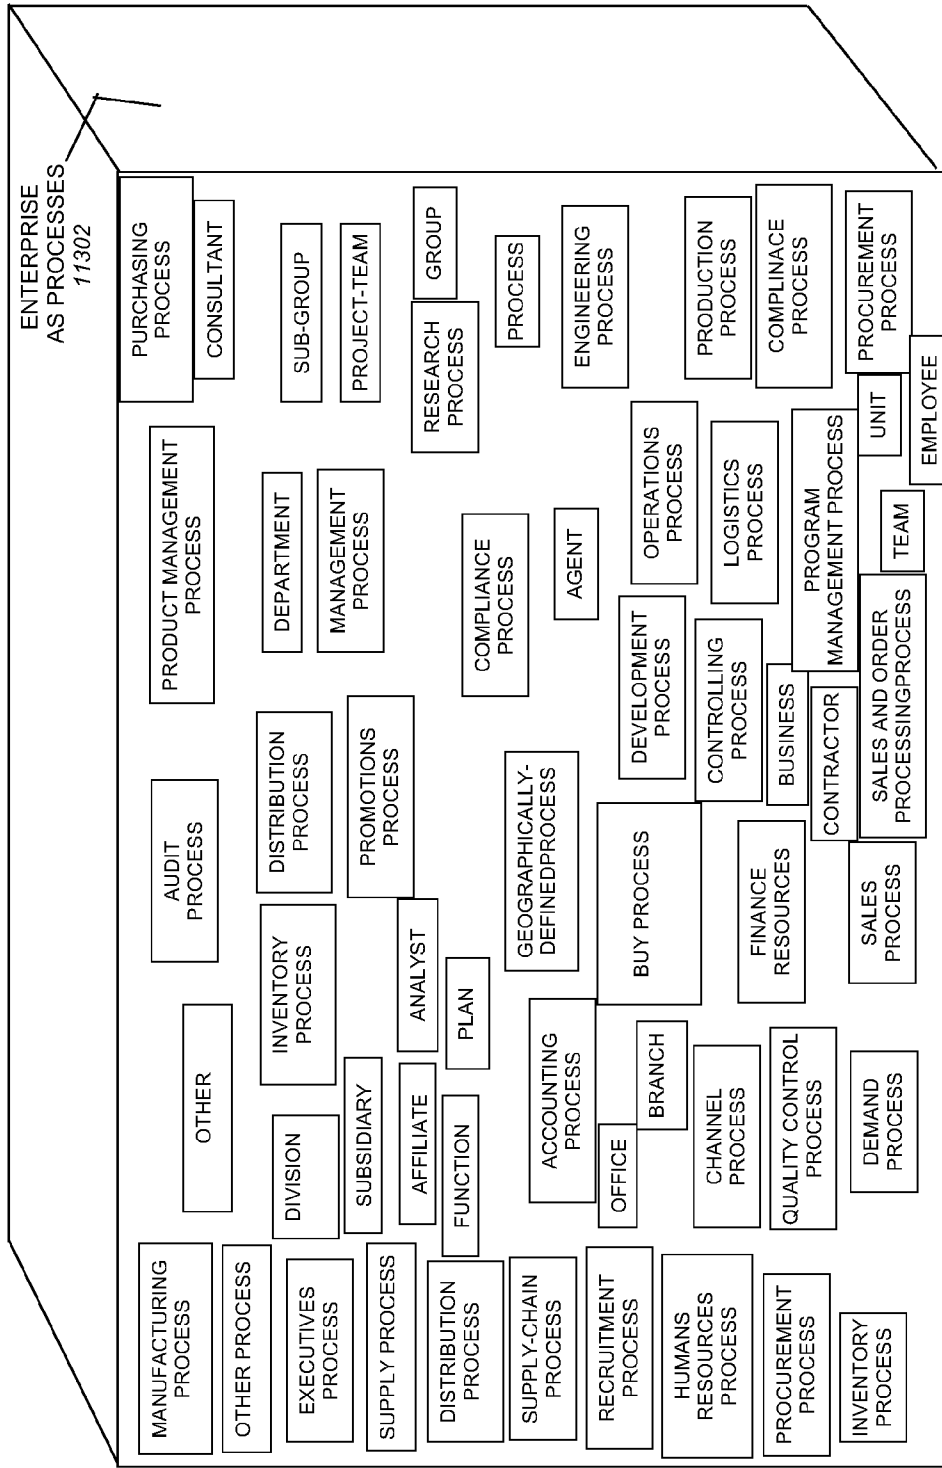 ENTERPRISE
AS PROCESSES
11302
MANUFACTURING
PROCESS
AUDIT
PROCESS
PRODUCT MANAGEMENT
PROCESS
PURCHASING
PROCESS
OTHER PROCESS
OTHER
CONSULTANT
EXECUTIVES
PROCESS
DIVISION
INVENTORY
PROCESS
DISTRIBUTION
PROCESS
DEPARTMENT
SUB-GROUP
SUPPLY PROCESS
SUBSIDIARY
PROMOTIONS
PROCESS
MANAGEMENT
PROCESS
PROJECT-TEAM
DISTRIBUTION
PROCESS
AFFILIATE
ANALYST
RESEARCH
PROCESS
GROUP
FUNCTION
PLAN
SUPPLY-CHAIN
PROCESS
ACCOUNTING
PROCESS
GEOGRAPHICALLY-
DEFINEDPROCESS
COMPLIANCE
PROCESS
PROCESS
RECRUITMENT
PROCESS
OFFICE
BUY PROCESS
AGENT
ENGINEERING
PROCESS
HUMANS
RESOURCES
PROCESS
BRANCH
DEVELOPMENT
PROCESS
OPERATIONS
PROCESS
CHANNEL
PROCESS
CONTROLLING
PROCESS
LOGISTICS
PROCESS
PRODUCTION
PROCESS
PROCUREMENT
PROCESS
QUALITY CONTROL
PROCESS
FINANCE
RESOURCES
BUSINESS
PROGRAM
MANAGEMENT PROCESS
COMPLINACE
PROCESS
INVENTORY
PROCESS
DEMAND
PROCESS
SALES
PROCESS
CONTRACTOR
SALES AND ORDER
PROCESSINGPROCESS
TEAM
UNIT
PROCUREMENT
PROCESS
EMPLOYEE